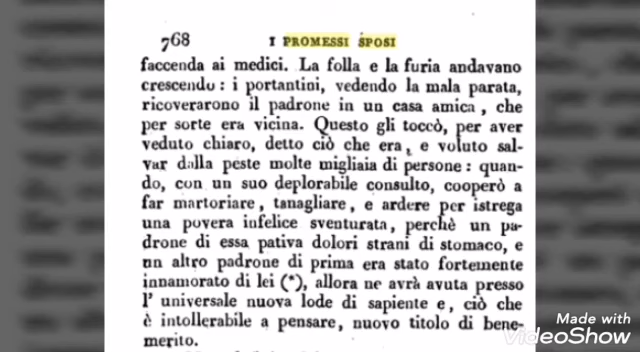 768 I PROMESSI SPOSI
faccenda ai medici. La folla e la furia andavano
crescendo: i portantini, vedendo la mala parata,
ricoverarono il padrone in un casa amica, che
per sorte era vicina. Questo gli toccò, per aver
veduto chiaro, detto ciò che era, e voluto sal-
var dalla peste molte migliaia di persone: quan-
do, con un suo deplorabile consulto, cooperò a
far martoriare, tanagliare, e ardere per istrega
una povera infelice sventurata, perchè un pa-
drone di essa pativa dolori strani di stomaco, e
un altro padrone di prima era stato fortemente
innamorato di lei (*), allora ne avrà avuta presso
l' universale nuova lode di sapiente e, ciò che
è intollerabile a pensare, nuovo titolo di bene-
merito.
Made with
VideoShow